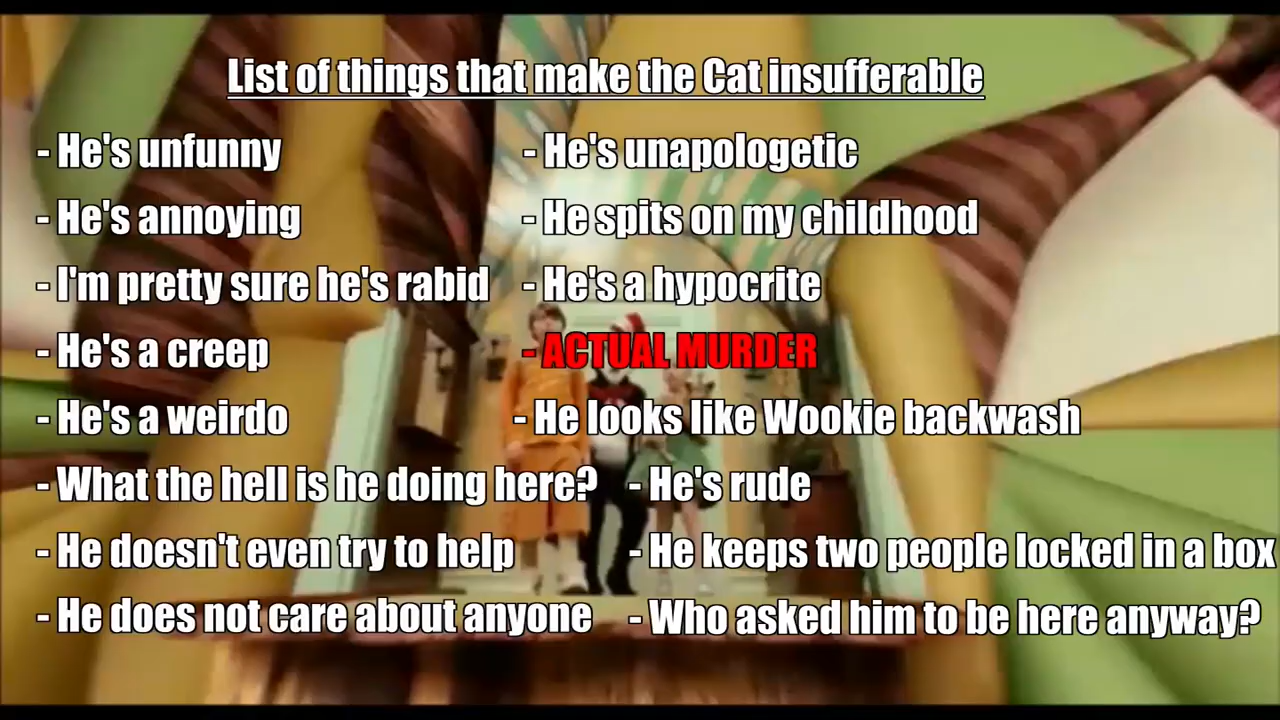 List of things that make the Cat insufferable
- He's unfunny
- He's annoying
- I'm pretty sure he's rabid
- He's a creep
- He's a weirdo
- What the hell is he doing here?
- He doesn't even try to help
- He does not care about anyone
- He's unapologetic
- He spits on my childhood
- He's a hypocrite
- ACTUAL MURDER
- He looks like Wookie backwash
- He's rude
- He keeps two people locked in a box
- Who asked him to be here anyway?